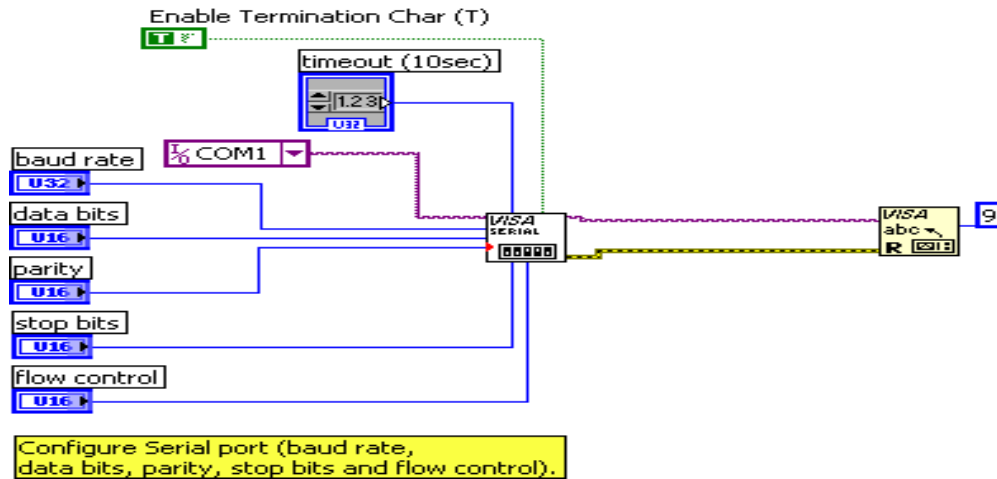 Enable Termination Char (T)
T
timeout (10sec)
1.23
U32
I/O COM1
baud rate
U32
data bits
U16
parity
U16
stop bits
U16
flow control
U16
VISA
SERIAL
VISA
abc
R
9
Configure Serial port (baud rate,
data bits, parity, stop bits and flow control).